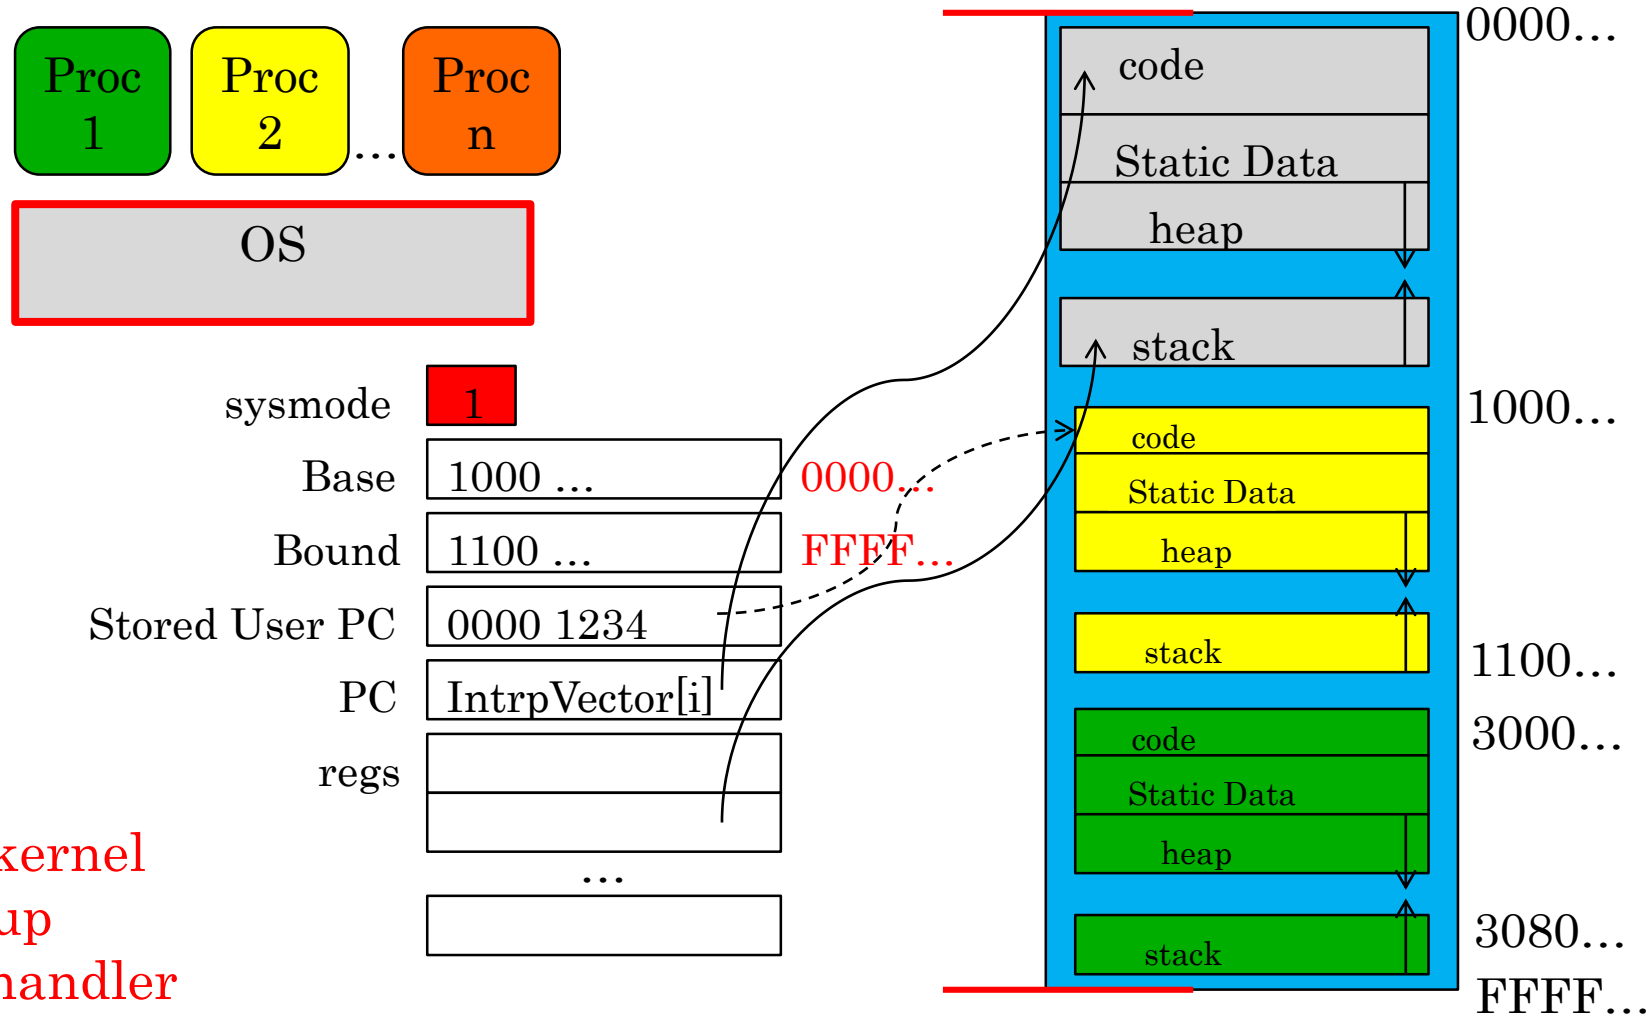 Proc
1
Proc
2
...
Proc
n
OS
sysmode 1
Base 1000 ... 0000...
Bound 1100 ... FFFF...
Stored User PC 0000 1234
PC IntrpVector[i]
regs
...
kernel
up
handler
0000...
code
Static Data
heap
stack
1000...
code
Static Data
heap
stack
1100...
3000...
code
Static Data
heap
3080...
stack
FFFF...